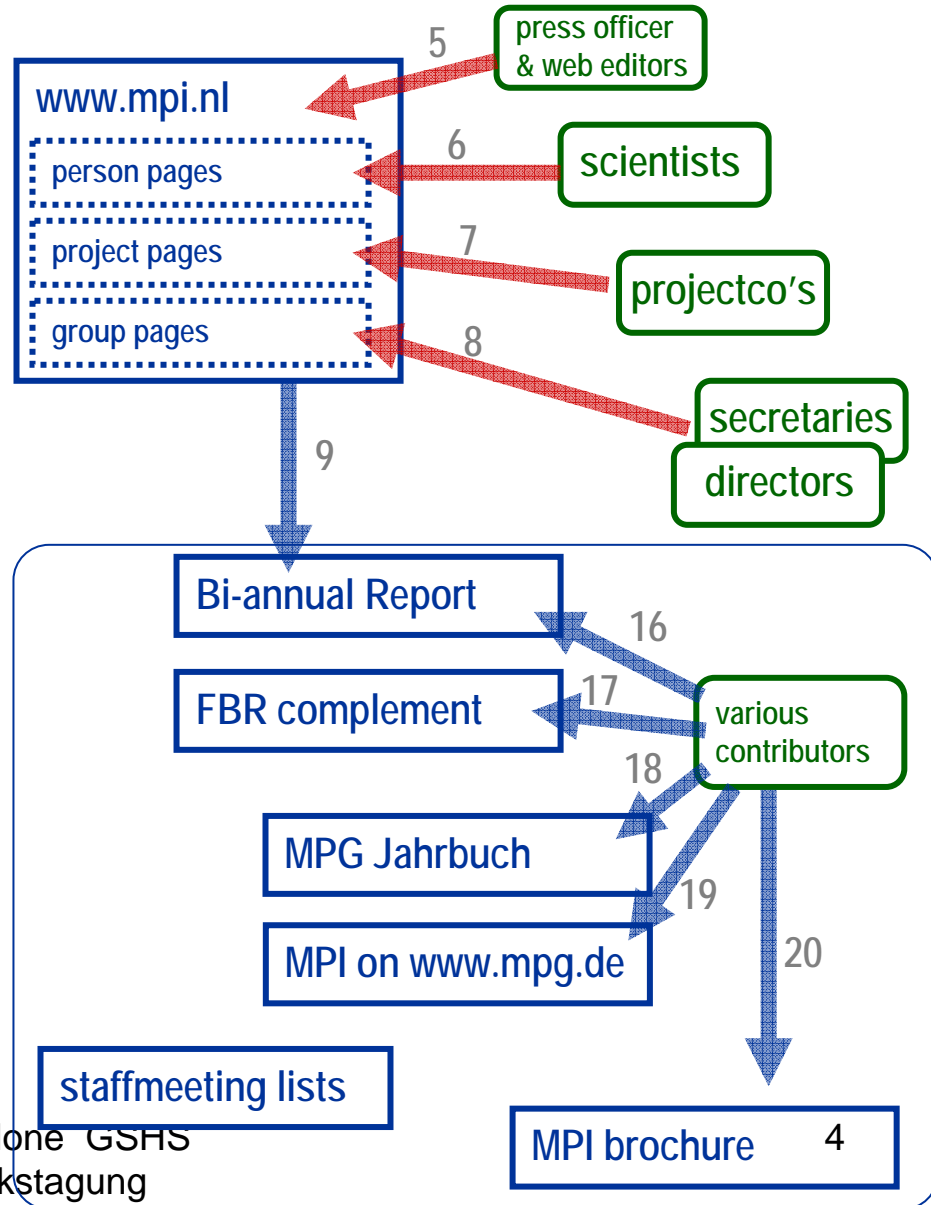 press officer
& web editors
5
www.mpi.nl
6
scientists
person pages
7
project pages
projectco's
group pages
8
secretaries
directors
9
Bi-annual Report
16
FBR complement
17
various
contributors
18
MPG Jahrbuch
19
MPI on www.mpg.de
20
staffmeeting lists
GSHS
MPI brochure
4
kstagung